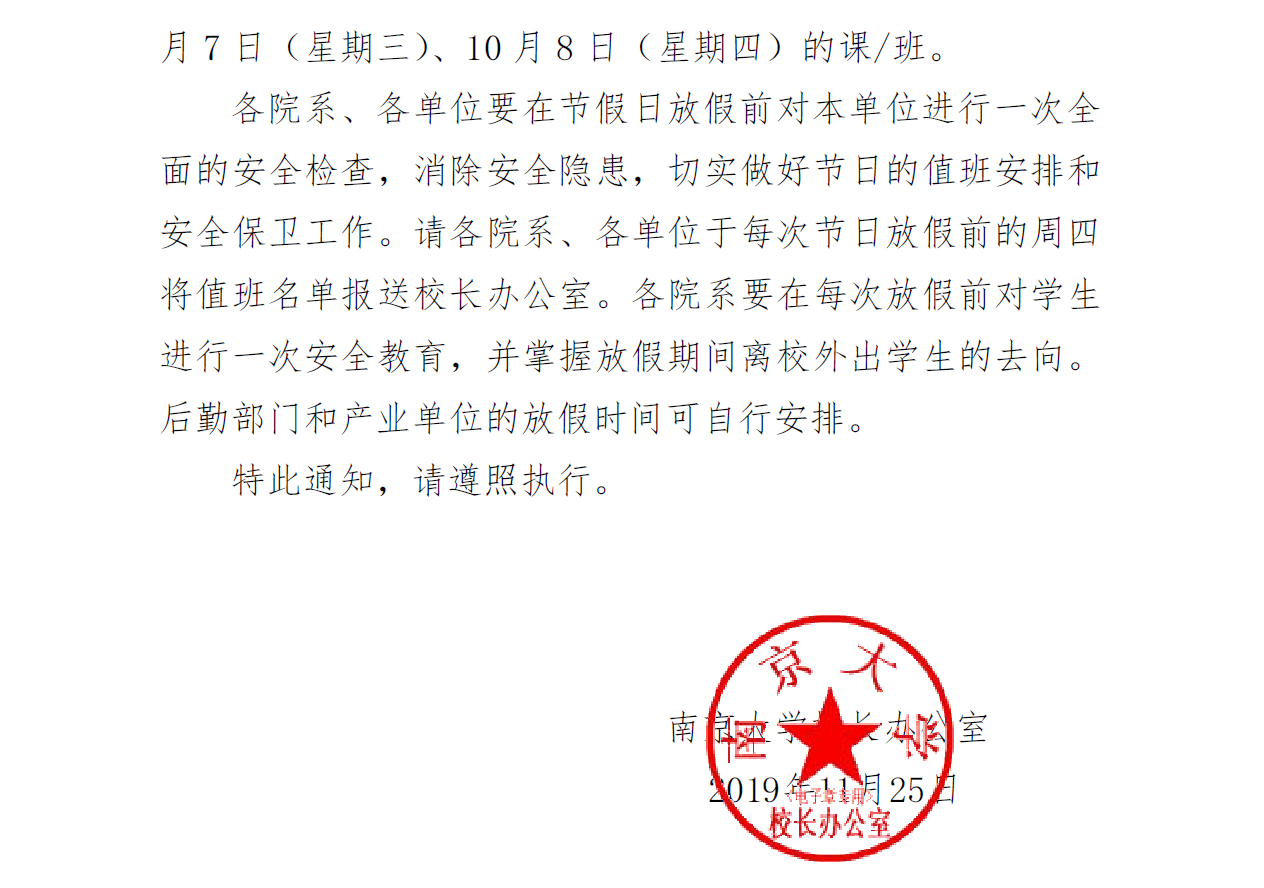 月 7 日（星期三）、10 月 8 日（星期四）的课/班。
各院系、各单位要在节假日放假前对本单位进行一次全
面的安全检查，消除安全隐患，切实做好节日的值班安排和
安全保卫工作。请各院系、各单位于每次节日放假前的周四
将值班名单报送校长办公室。各院系要在每次放假前对学生
进行一次安全教育，并掌握放假期间离校外出学生的去向。
后勤部门和产业单位的放假时间可自行安排。
特此通知，请遵照执行。
南京大学
南京大学校长办公室
2019年11月25日
（电子章专用）
校长办公室